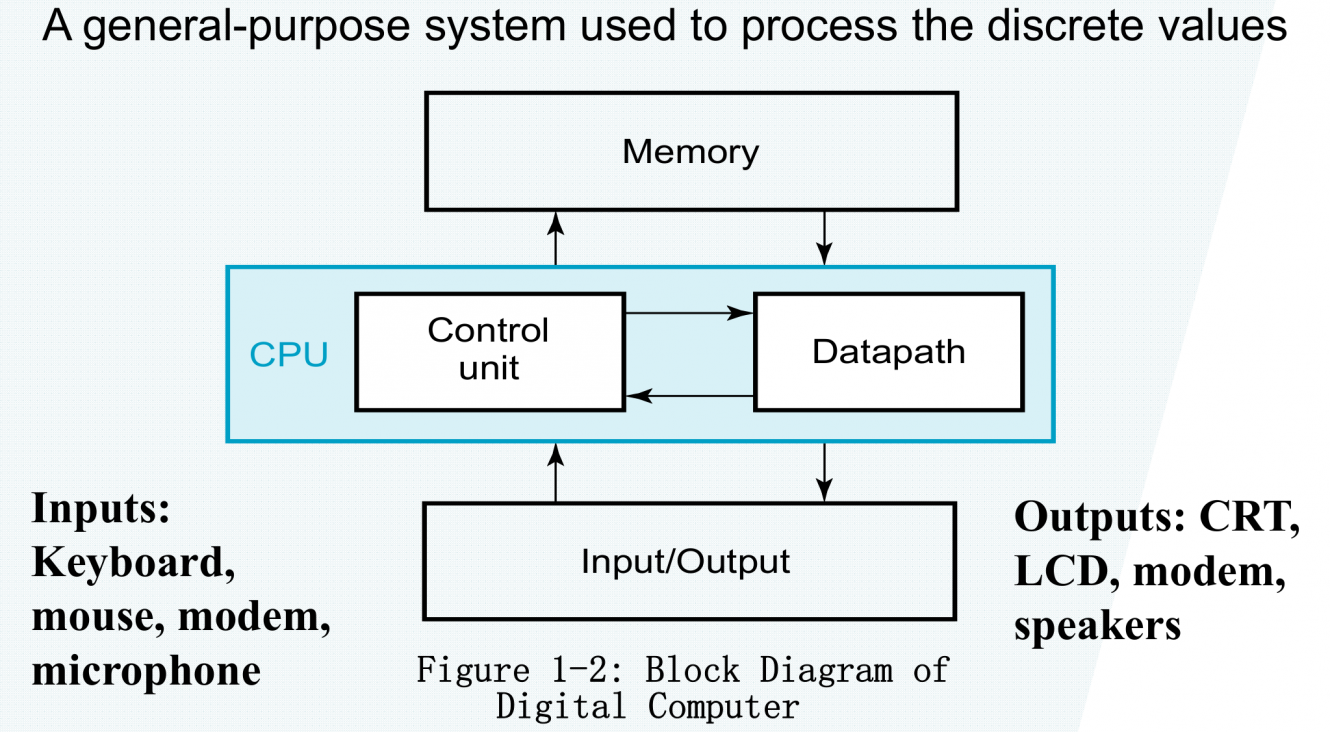 A general-purpose system used to process the discrete values
Memory
CPU
Control
unit
Datapath
Inputs:
Keyboard,
mouse, modem,
microphone
Input/Output
Outputs: CRT,
LCD, modem,
speakers
Figure 1-2: Block Diagram of
Digital Computer